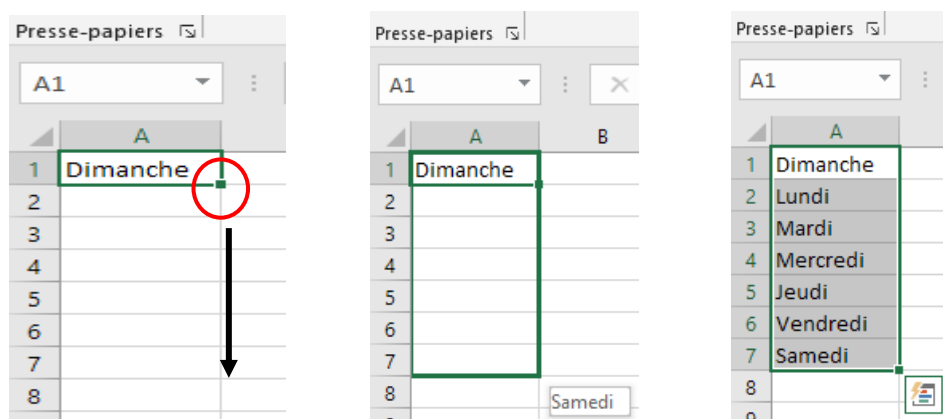 Presse-papiers
A1
A
1 Dimanche
2
3
4
5
6
7
8
Presse-papiers
A1
A B
1 Dimanche
2
3
4
5
6
7
8
Samedi
Presse-papiers
A1
A
1 Dimanche
2 Lundi
3 Mardi
4 Mercredi
5 Jeudi
6 Vendredi
7 Samedi
8